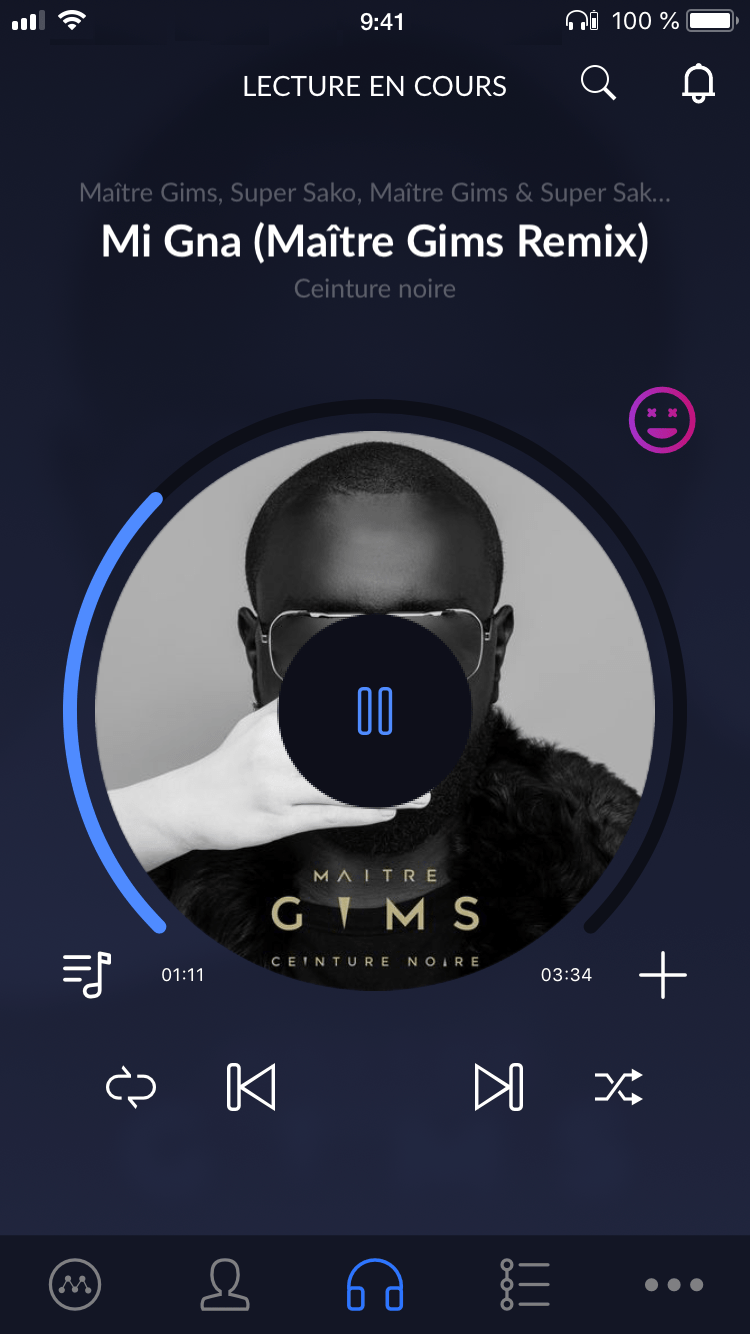 9:41
100 %
LECTURE EN COURS
Maître Gims, Super Sako, Maître Gims & Super Sak...
Mi Gna (Maître Gims Remix)
Ceinture noire
MAITRE
GIMS
CEINTURE NOIRE
01:11
03:34